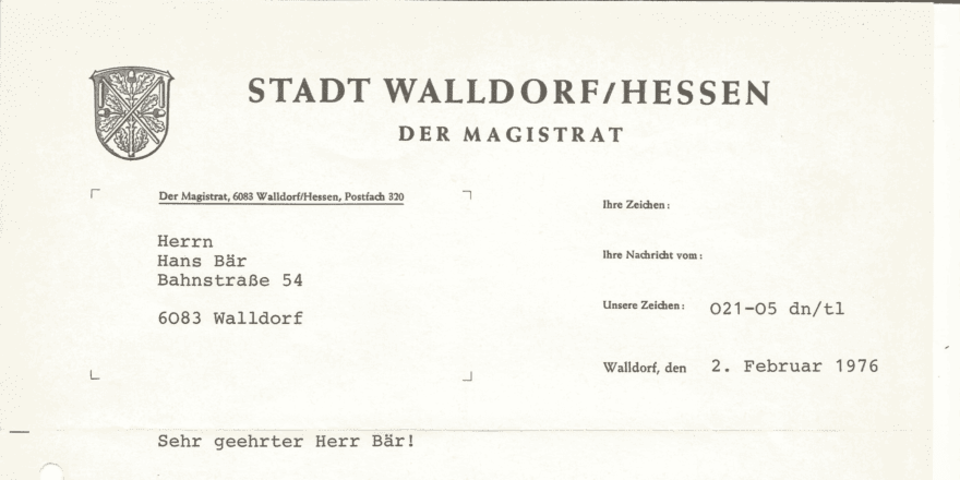 STADT WALLDORF/HESSEN
DER MAGISTRAT
Der Magistrat, 6083 Walldorf/Hessen, Postfach 320
Herrn
Hans Bär
Bahnstraße 54
6083 Walldorf
Ihre Zeichen:
Ihre Nachricht vom:
Unsere Zeichen: 021-05 dn/tl
Walldorf, den 2. Februar 1976
Sehr geehrter Herr Bär!